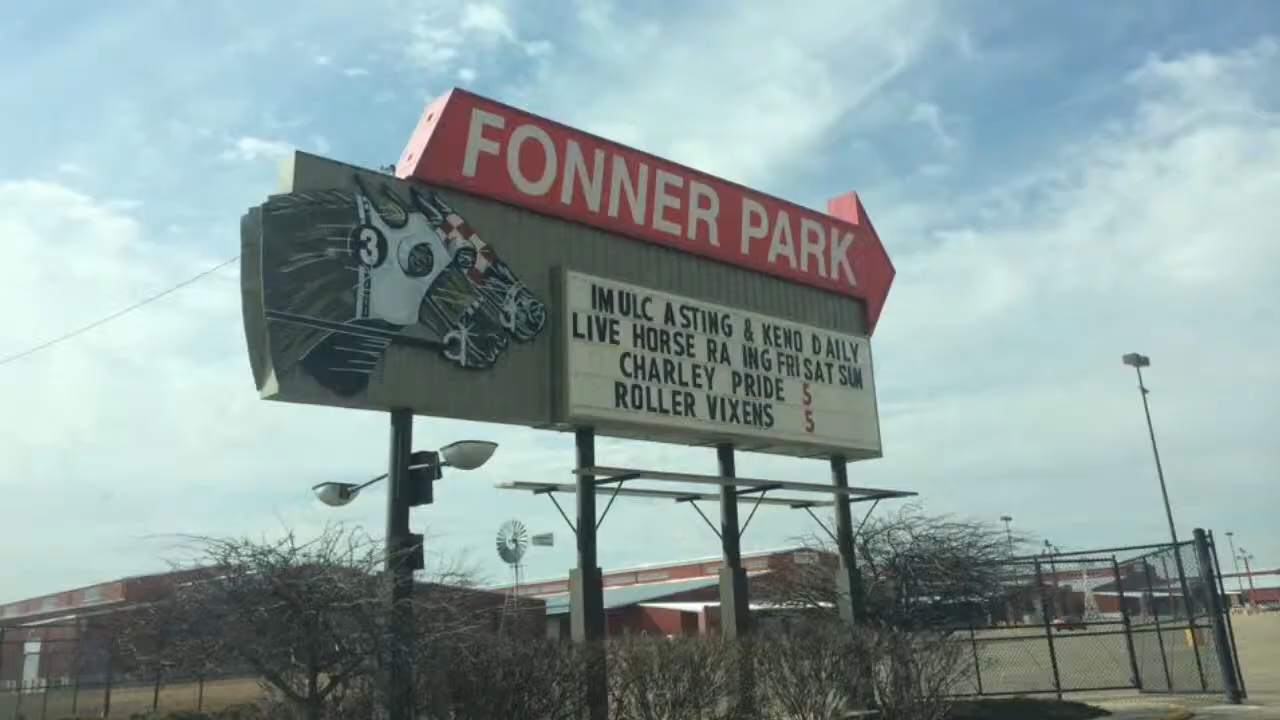 FONNER PARK
3
IMULC ASTING & KENO DAILY
LIVE HORSE RA ING FRI SAT SUN
CHARLEY PRIDE 5
ROLLER VIXENS 5